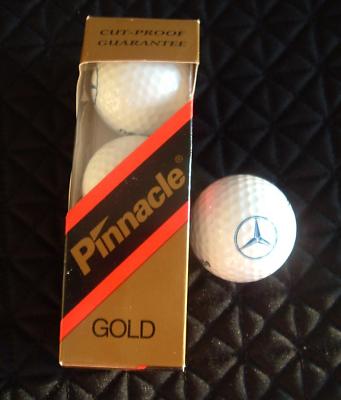 CUT-PROOF
GUARANTEE
Pinnacle®
GOLD